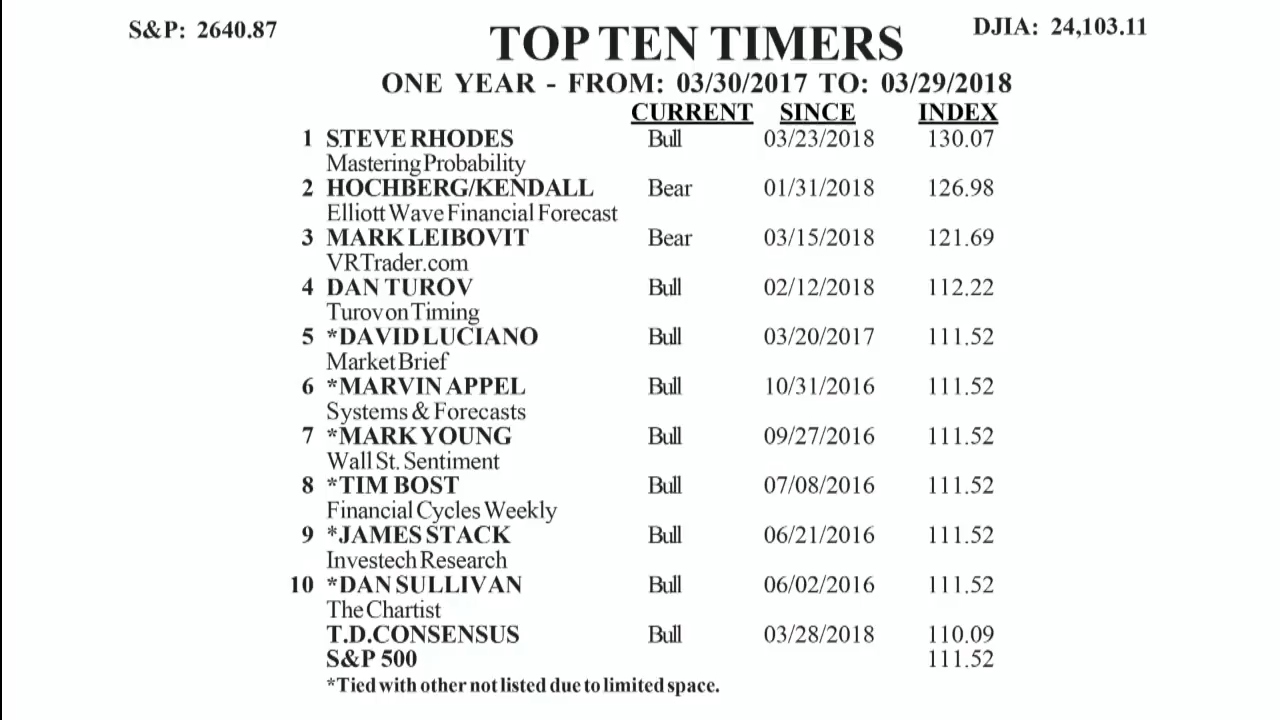 S&P: 2640.87
DJIA: 24,103.11
TOP TEN TIMERS
ONE YEAR - FROM: 03/30/2017 TO: 03/29/2018
CURRENT SINCE INDEX
1 STEVE RHODES Bull 03/23/2018 130.07
Mastering Probability
2 HOCHBERG/KENDALL Bear 01/31/2018 126.98
Elliott Wave Financial Forecast
3 MARK LEIBOVIT Bear 03/15/2018 121.69
VRTrader.com
4 DAN TUROV Bull 02/12/2018 112.22
Turov on Timing
5 *DAVID LUCIANO Bull 03/20/2017 111.52
Market Brief
6 *MARVIN APPEL Bull 10/31/2016 111.52
Systems & Forecasts
7 *MARK YOUNG Bull 09/27/2016 111.52
Wall St. Sentiment
8 *TIM BOST Bull 07/08/2016 111.52
Financial Cycles Weekly
9 *JAMES STACK Bull 06/21/2016 111.52
Investech Research
10 *DAN SULLIVAN Bull 06/02/2016 111.52
The Chartist
T.D.CONSENSUS Bull 03/28/2018 110.09
S&P 500 111.52
*Tied with other not listed due to limited space.